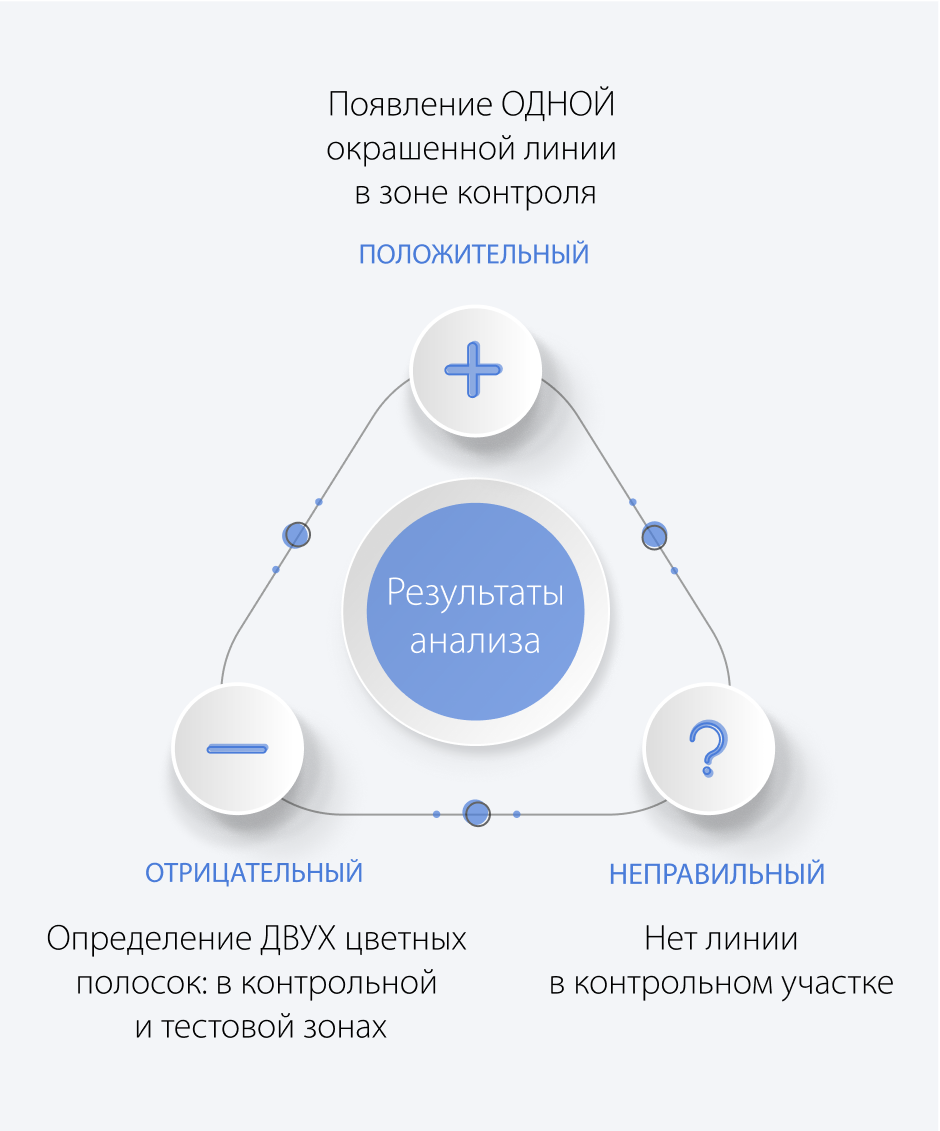 Появление ОДНОЙ
окрашенной линии
в зоне контроля
ПОЛОЖИТЕЛЬНЫЙ
Результаты
анализа
ОТРИЦАТЕЛЬНЫЙ
Определение ДВУХ цветных
полосок: в контрольной
и тестовой зонах
НЕПРАВИЛЬНЫЙ
Нет линии
в контрольном участке